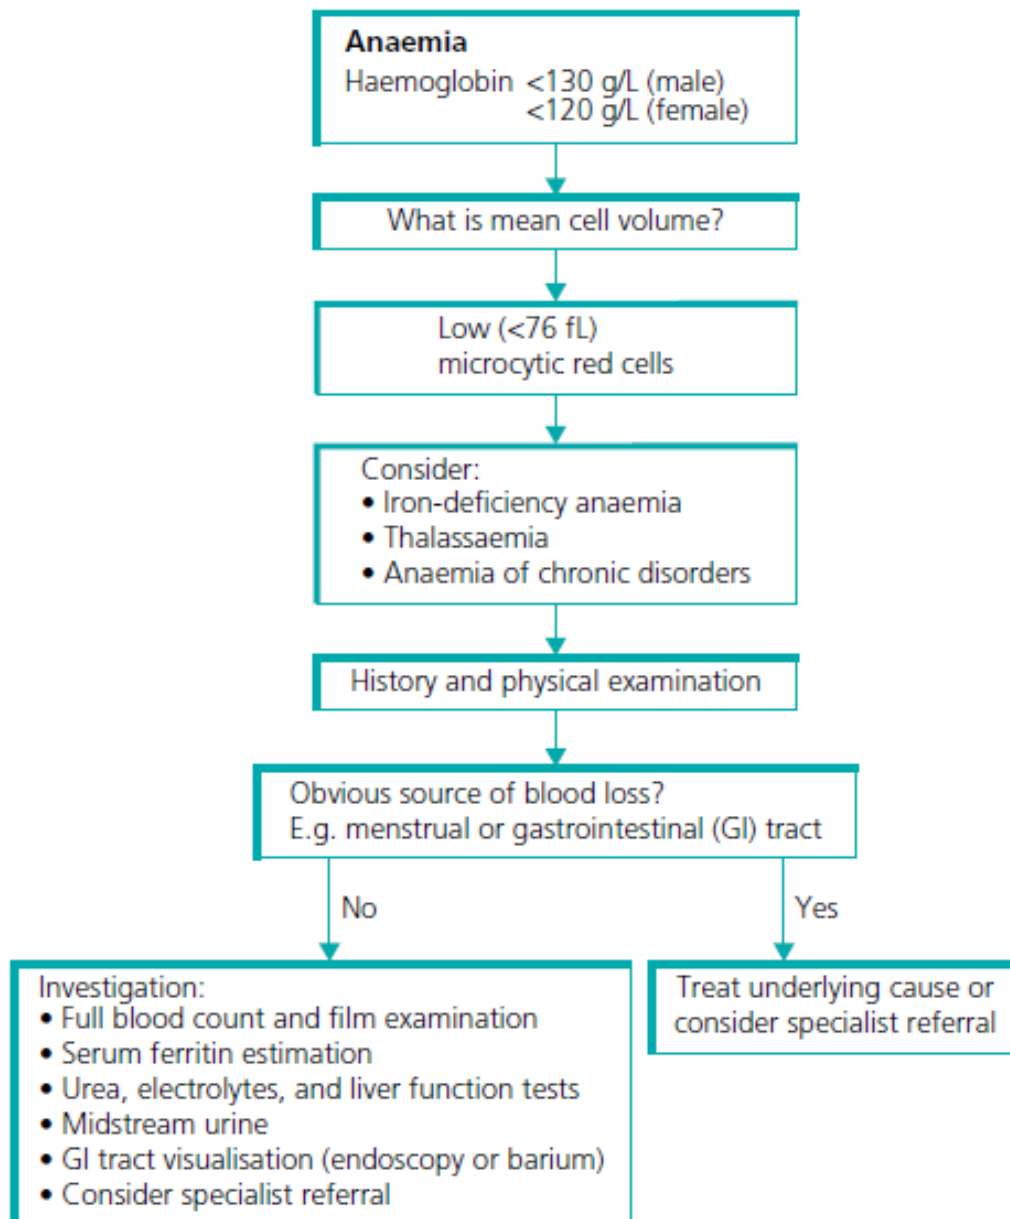 Anaemia
Haemoglobin <130 g/L (male)
<120 g/L (female)
What is mean cell volume?
Low (<76 fL)
microcytic red cells
Consider:
• Iron-deficiency anaemia
• Thalassaemia
• Anaemia of chronic disorders
History and physical examination
Obvious source of blood loss?
E.g. menstrual or gastrointestinal (GI) tract
No
Yes
Investigation:
• Full blood count and film examination
• Serum ferritin estimation
• Urea, electrolytes, and liver function tests
• Midstream urine
• GI tract visualisation (endoscopy or barium)
• Consider specialist referral
Treat underlying cause or
consider specialist referral